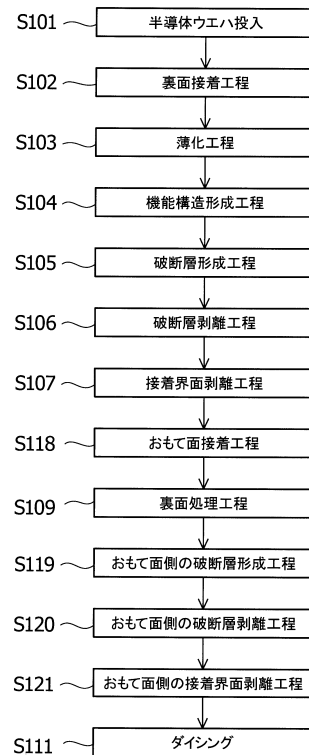 S101 半導体ウエハ投入
S102 裏面接着工程
S103 薄化工程
S104 機能構造形成工程
S105 破断層形成工程
S106 破断層剥離工程
S107 接着界面剥離工程
S118 おもて面接着工程
S109 裏面処理工程
S119 おもて面側の破断層形成工程
S120 おもて面側の破断層剥離工程
S121 おもて面側の接着界面剥離工程
S111 ダイシング